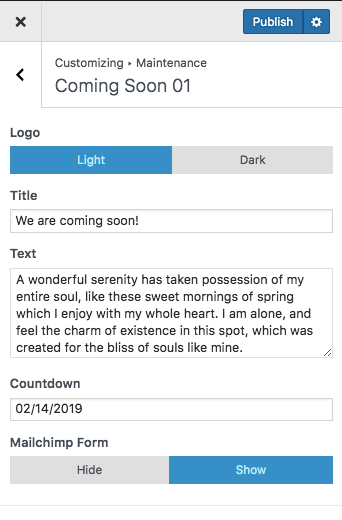 Publish
Customizing ▸ Maintenance
Coming Soon 01
Logo
Light Dark
Title
We are coming soon!
Text
A wonderful serenity has taken possession of my
entire soul, like these sweet mornings of spring
which I enjoy with my whole heart. I am alone, and
feel the charm of existence in this spot, which was
created for the bliss of souls like mine.
Countdown
02/14/2019
Mailchimp Form
Hide Show